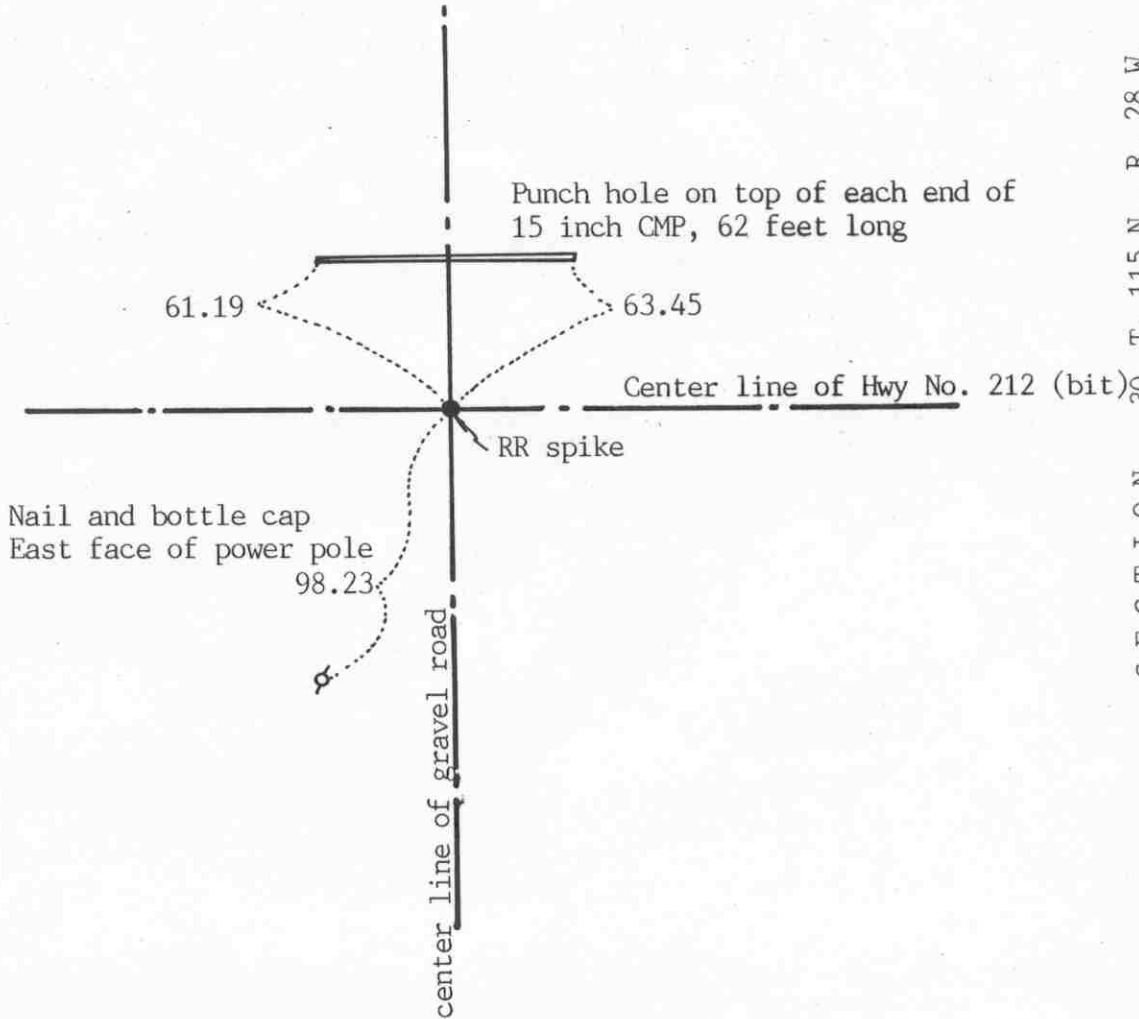 Punch hole on top of each end of
15 inch CMP, 62 feet long
61.19
63.45
Center line of Hwy No. 212 (bit)
RR spike
Nail and bottle cap
East face of power pole
98.23
center line of gravel road
T 115 N R 28 W